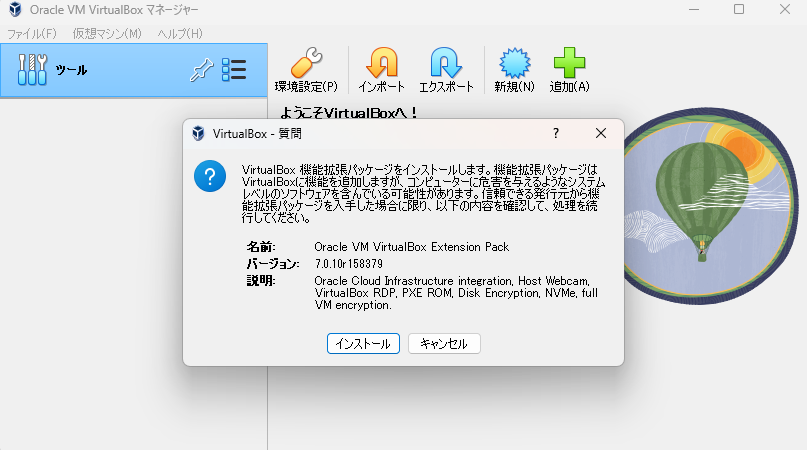 Oracle VM VirtualBox マネージャー
ファイル(F) 仮想マシン(M) ヘルプ(H)
ツール
環境設定(P) インポート エクスポート 新規(N) 追加(A)
ようこそVirtualBoxへ！
VirtualBox - 質問
?
VirtualBox 機能拡張パッケージをインストールします。機能拡張パッケージは
VirtualBoxに機能を追加しますが、コンピューターに危害を与えるようなシステム
レベルのソフトウェアを含んでいる可能性があります。信頼できる発行元から機
能拡張パッケージを入手した場合に限り、以下の内容を確認して、処理を続
行してください。
名前: Oracle VM VirtualBox Extension Pack
バージョン: 7.0.10r158379
説明: Oracle Cloud Infrastructure integration, Host Webcam,
VirtualBox RDP, PXE ROM, Disk Encryption, NVMe, full
VM encryption.
インストール キャンセル